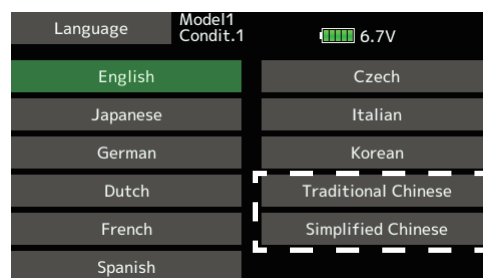 Language
Model1
Condit.1
6.7V
English
Japanese
German
Dutch
French
Spanish
Czech
Italian
Korean
Traditional Chinese
Simplified Chinese